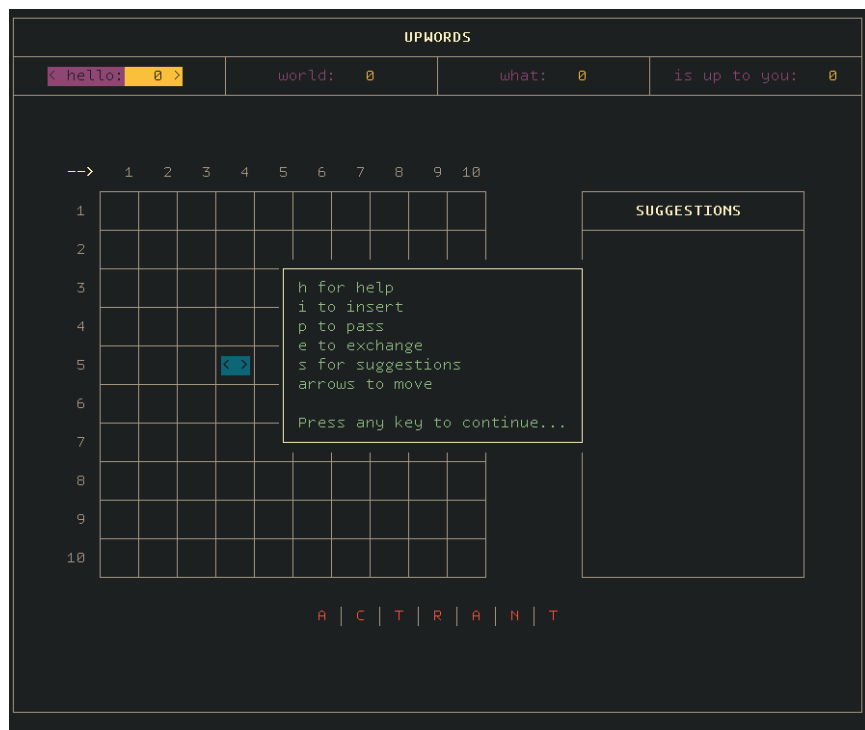 UPWORDS
< hello: 0 > world: 0 what: 0 is up to you: 0
--> 1 2 3 4 5 6 7 8 9 10
1
SUGGESTIONS
2
3
h for help
i to insert
4
p to pass
e to exchange
5
< >
s for suggestions
arrows to move
6
Press any key to continue...
7
8
9
10
A | C | T | R | A | N | T